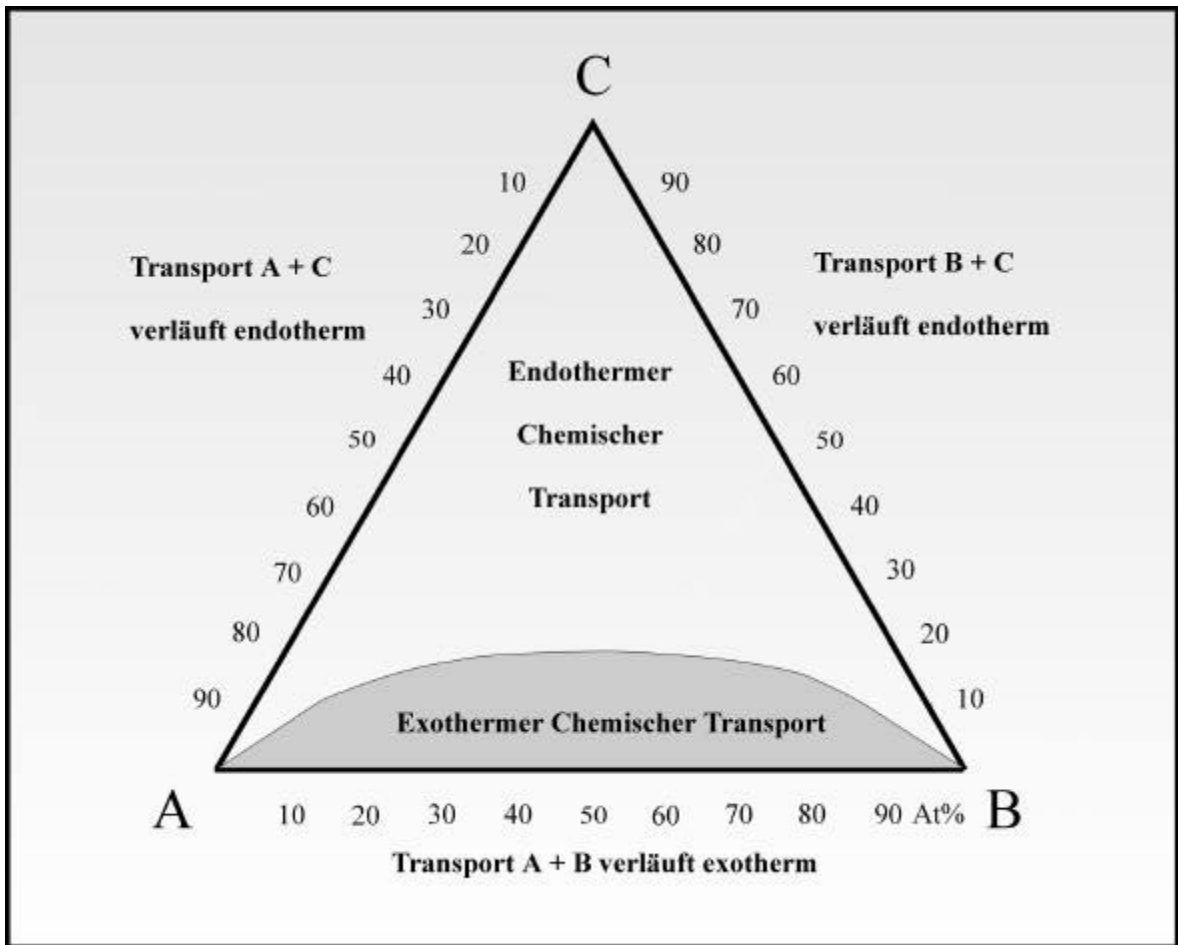 C
10 90
20 80
Transport A + C
verläuft endotherm
Transport B + C
verläuft endotherm
30 70
40 60
Endothermer
Chemischer
Transport
50 50
60 40
70 30
80 20
90 10
Exothermer Chemischer Transport
A
B
10 20 30 40 50 60 70 80 90 At%
Transport A + B verläuft exotherm